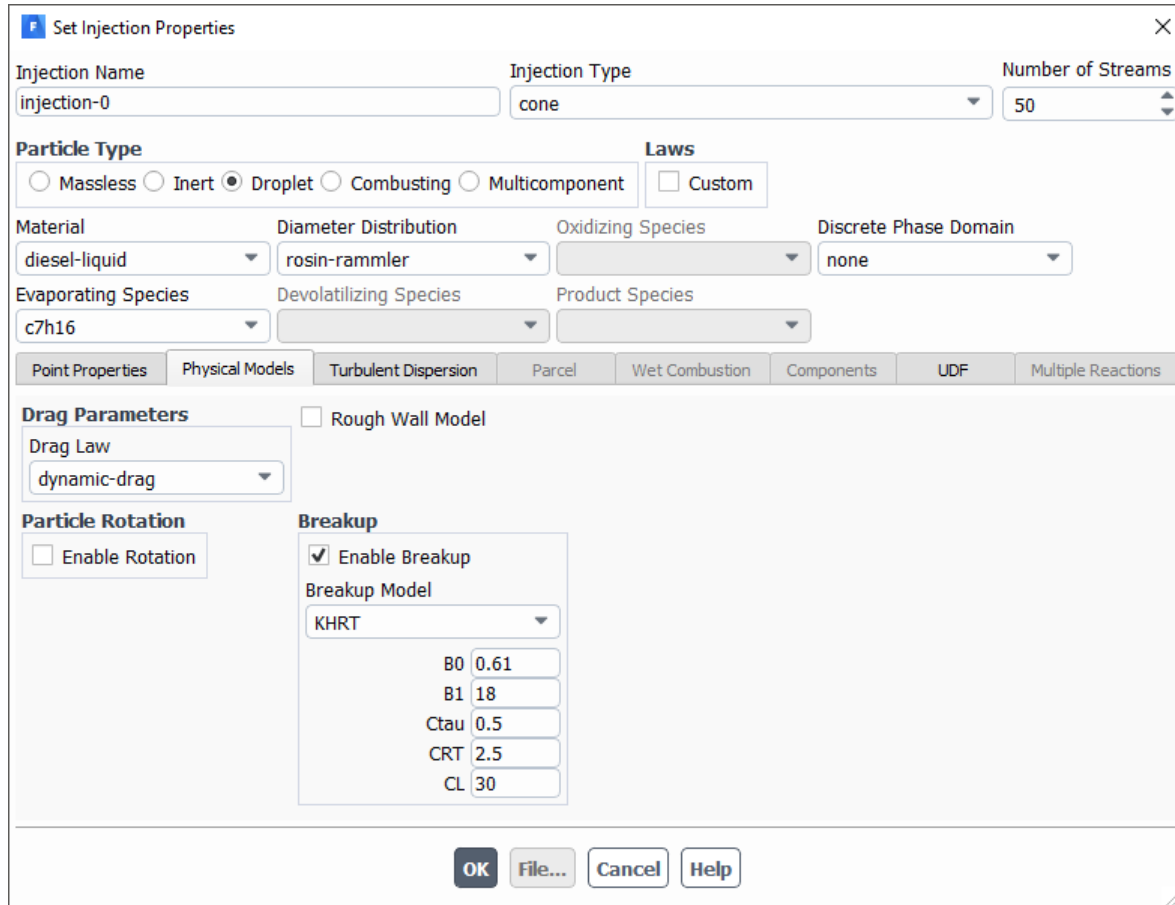 F Set Injection Properties
Injection Name Injection Type Number of Streams
injection-0 cone 50
Particle Type Laws
Massless Inert Droplet Combusting Multicomponent Custom
Material Diameter Distribution Oxidizing Species Discrete Phase Domain
diesel-liquid rosin-rammler none
Evaporating Species Devolatilizing Species Product Species
c7h16
Point Properties Physical Models Turbulent Dispersion Parcel Wet Combustion Components UDF Multiple Reactions
Drag Parameters Rough Wall Model
Drag Law
dynamic-drag
Particle Rotation Breakup
Enable Rotation Enable Breakup
Breakup Model
KHRT
B0 0.61
B1 18
Ctau 0.5
CRT 2.5
CL 30
OK File... Cancel Help